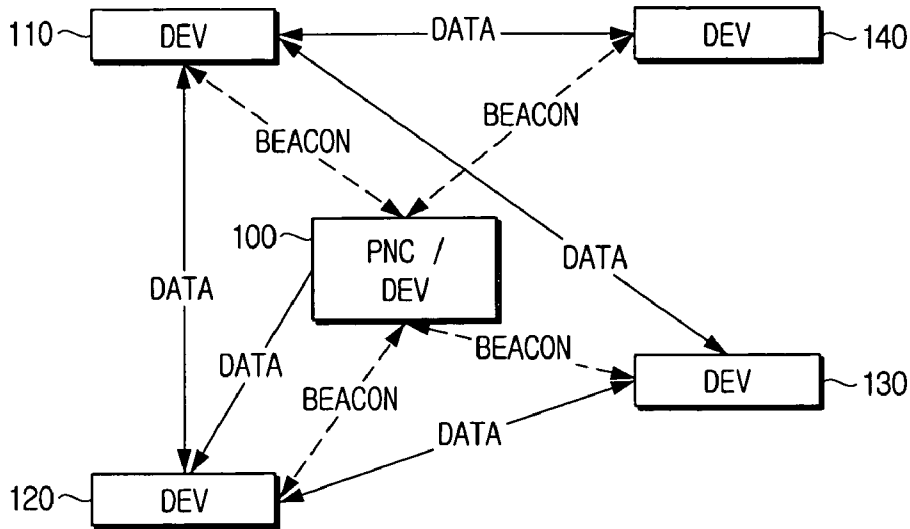 110
DEV
DATA
DEV
140
BEACON
BEACON
100
PNC /
DEV
DATA
DATA
DATA
BEACON
BEACON
DEV
130
DATA
120
DEV